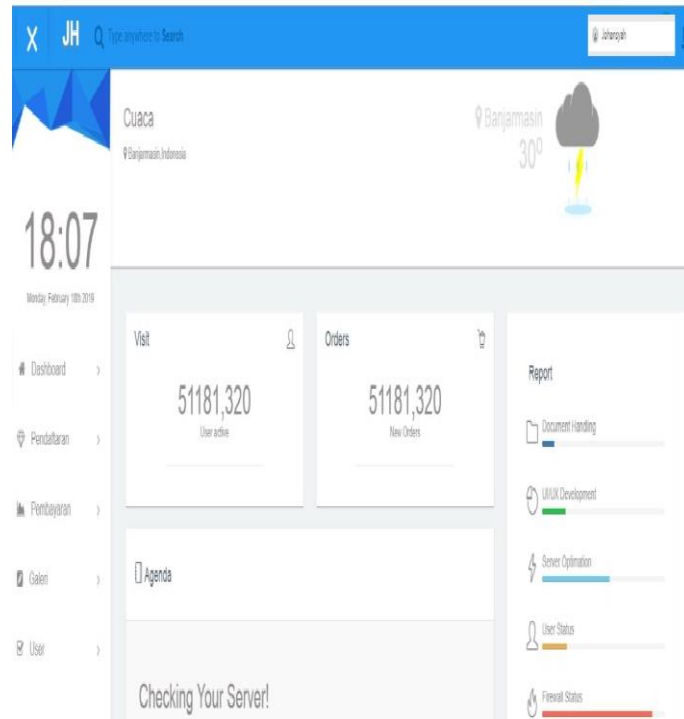 X JH Type anywhere to Search Johansyah
Cuaca
Banjarmasin,Indonesia
Banjarmasin
30⁰
18:07
Monday, February 18th 2019
Dashboard
Pendaftaran
Pembayaran
Galeri
User
Visit
51181,320
User active
Orders
51181,320
New Orders
Report
Document Handling
UI/UX Development
Server Optimation
User Status
Firewall Status
Agenda
Checking Your Server!